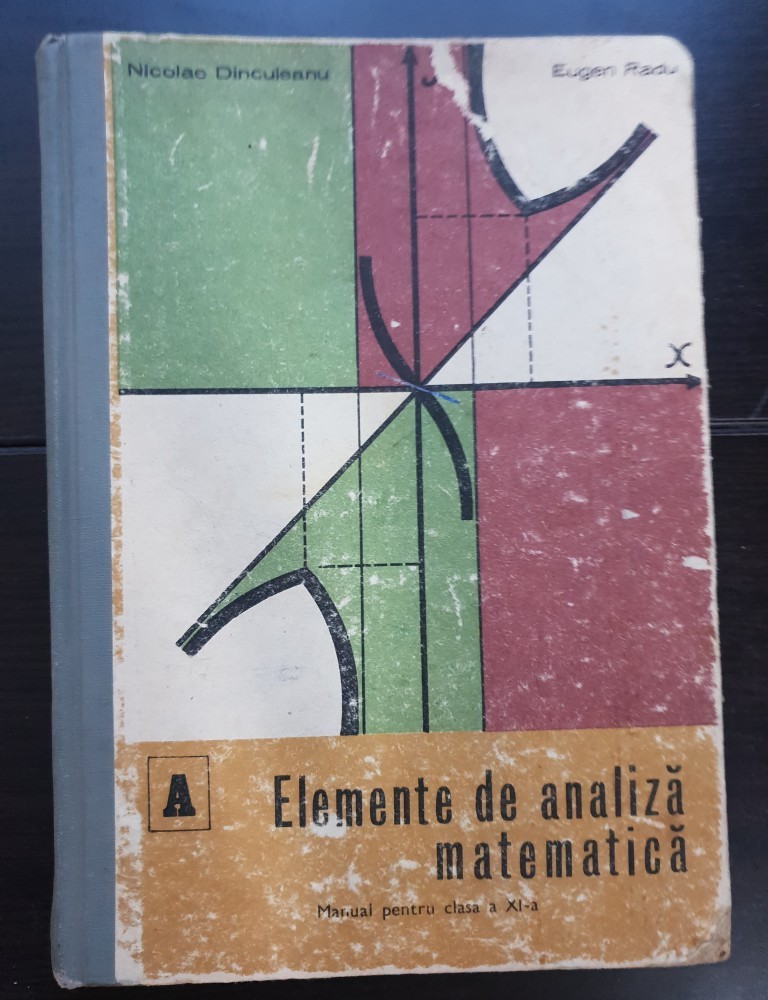 Nicolae Dinculeanu
Eugen Radu
X
A
Elemente de analiză
matematică
Manual pentru clasa a XI-a